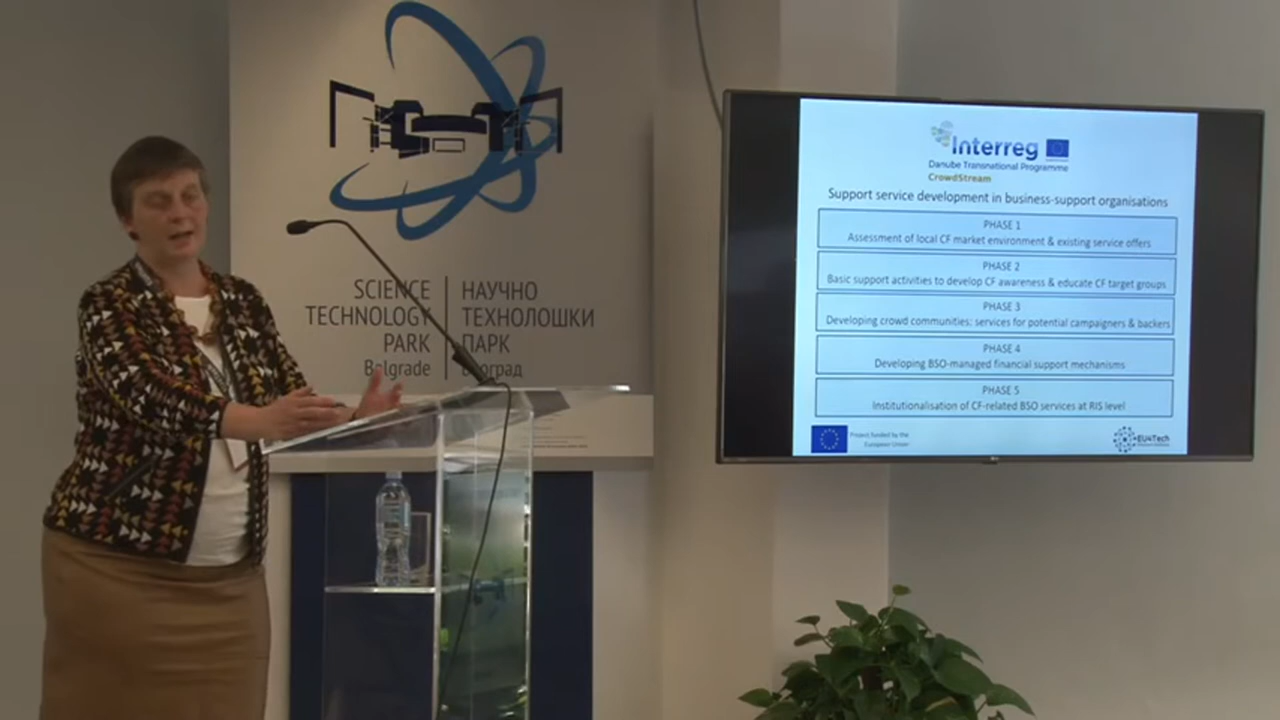 SCIENCE
TECHNOLOGY
PARK
Belgrade
НАУЧНО
ТЕХНОЛОШКИ
ПАРК
Београд
Interreg
Danube Transnational Programme
CrowdStream
Support service development in business-support organisations
PHASE 1
Assessment of local CF market environment & existing service offers
PHASE 2
Basic support activities to develop CF awareness & educate CF target groups
PHASE 3
Developing crowd communities: services for potential campaigners & backers
PHASE 4
Developing BSO-managed financial support mechanisms
PHASE 5
Institutionalisation of CF-related BSO services at RIS level
Project funded by the
European Union
EU4Tech